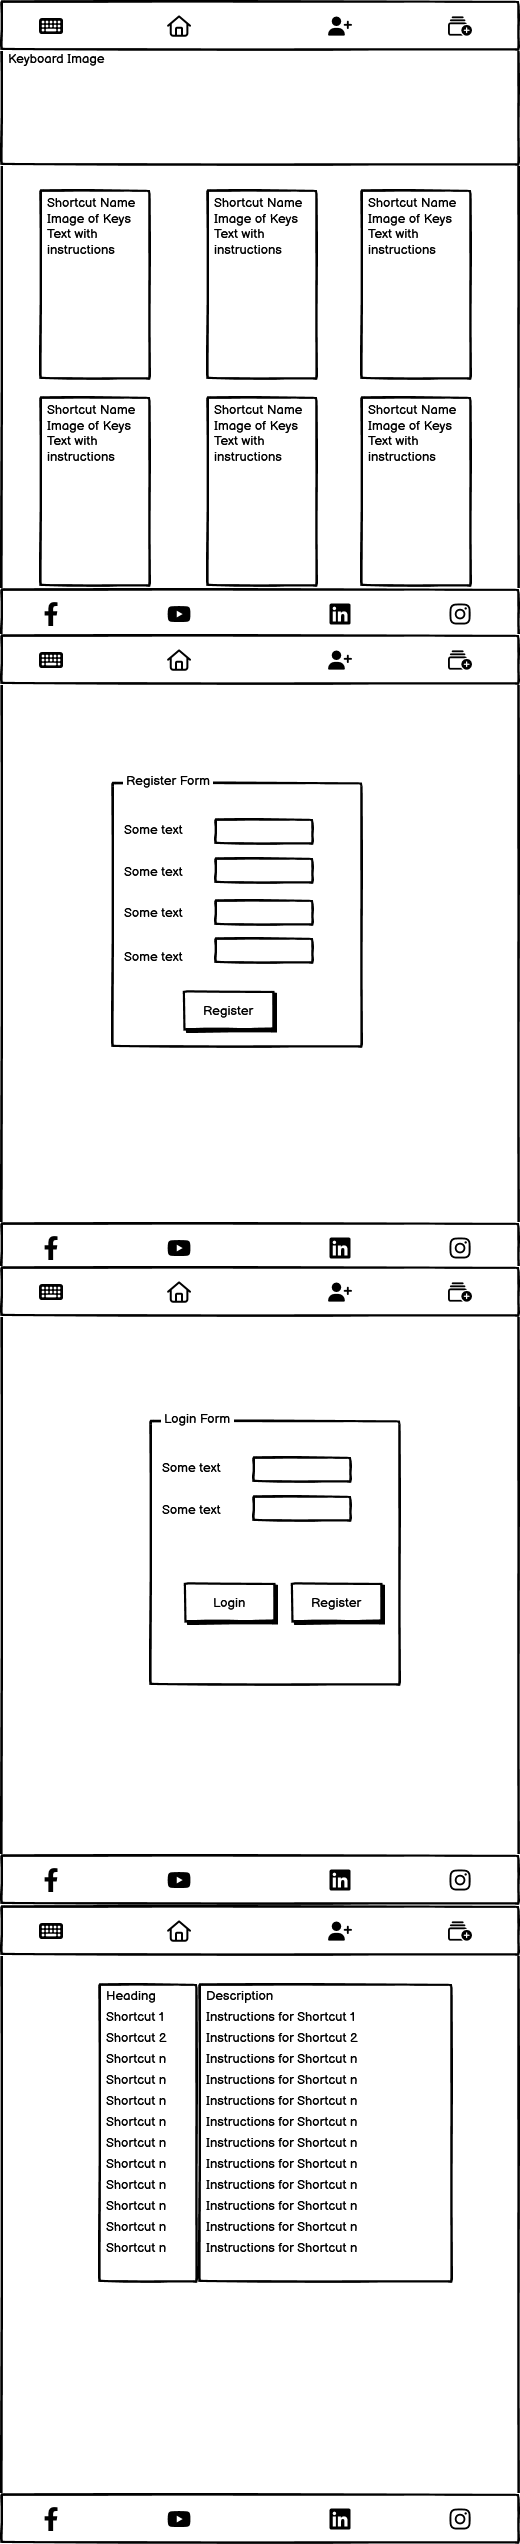 Keyboard Image
Shortcut Name
Image of Keys
Text with
instructions
Shortcut Name
Image of Keys
Text with
instructions
Shortcut Name
Image of Keys
Text with
instructions
Shortcut Name
Image of Keys
Text with
instructions
Shortcut Name
Image of Keys
Text with
instructions
Shortcut Name
Image of Keys
Text with
instructions
Register Form
Some text
Some text
Some text
Some text
Register
Login Form
Some text
Some text
Login Register
Heading Description
Shortcut 1 Instructions for Shortcut 1
Shortcut 2 Instructions for Shortcut 2
Shortcut n Instructions for Shortcut n
Shortcut n Instructions for Shortcut n
Shortcut n Instructions for Shortcut n
Shortcut n Instructions for Shortcut n
Shortcut n Instructions for Shortcut n
Shortcut n Instructions for Shortcut n
Shortcut n Instructions for Shortcut n
Shortcut n Instructions for Shortcut n
Shortcut n Instructions for Shortcut n
Shortcut n Instructions for Shortcut n